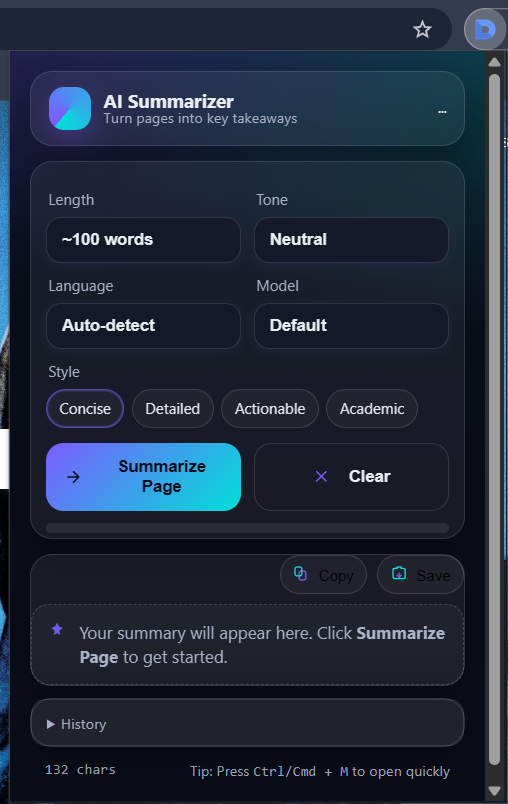 AI Summarizer
Turn pages into key takeaways
...
Length
Tone
~100 words
Neutral
Language
Model
Auto-detect
Default
Style
Concise
Detailed
Actionable
Academic
Summarize
Page
Clear
Copy
Save
Your summary will appear here. Click Summarize
Page to get started.
History
132 chars
Tip: Press Ctrl/Cmd + M to open quickly